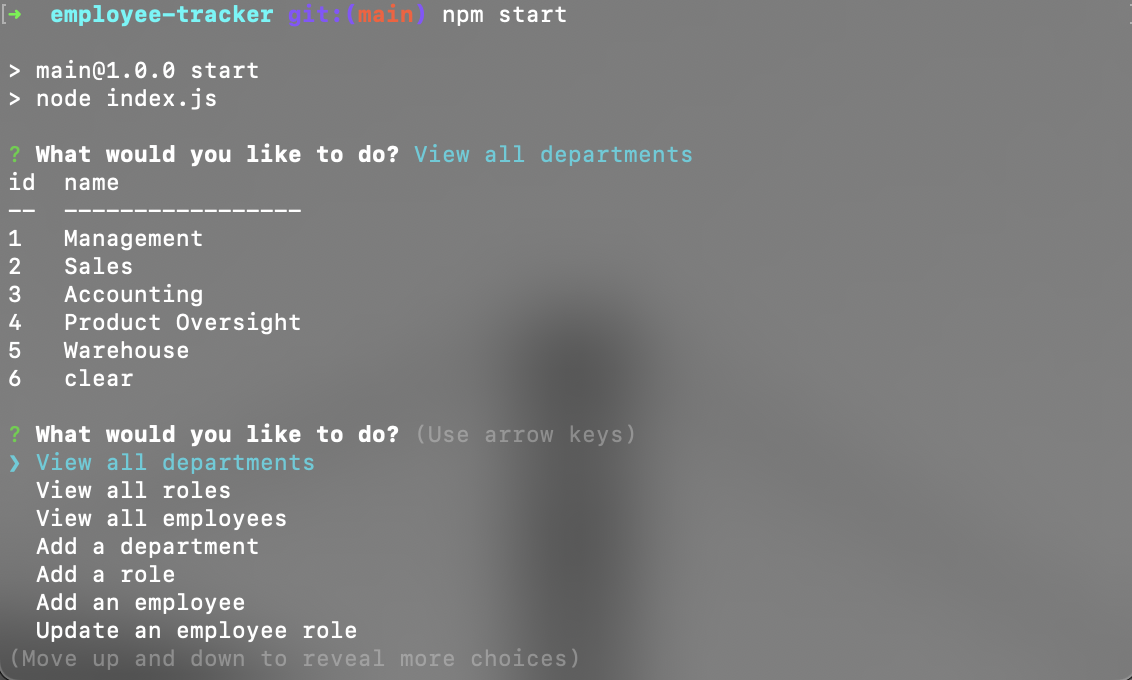 [➜  employee-tracker git:(main) npm start ]
> main@1.0.0 start
> node index.js
? What would you like to do? View all departments
id  name
--  -----------------
1   Management
2   Sales
3   Accounting
4   Product Oversight
5   Warehouse
6   clear
? What would you like to do? (Use arrow keys)
❯ View all departments
  View all roles
  View all employees
  Add a department
  Add a role
  Add an employee
  Update an employee role
(Move up and down to reveal more choices)